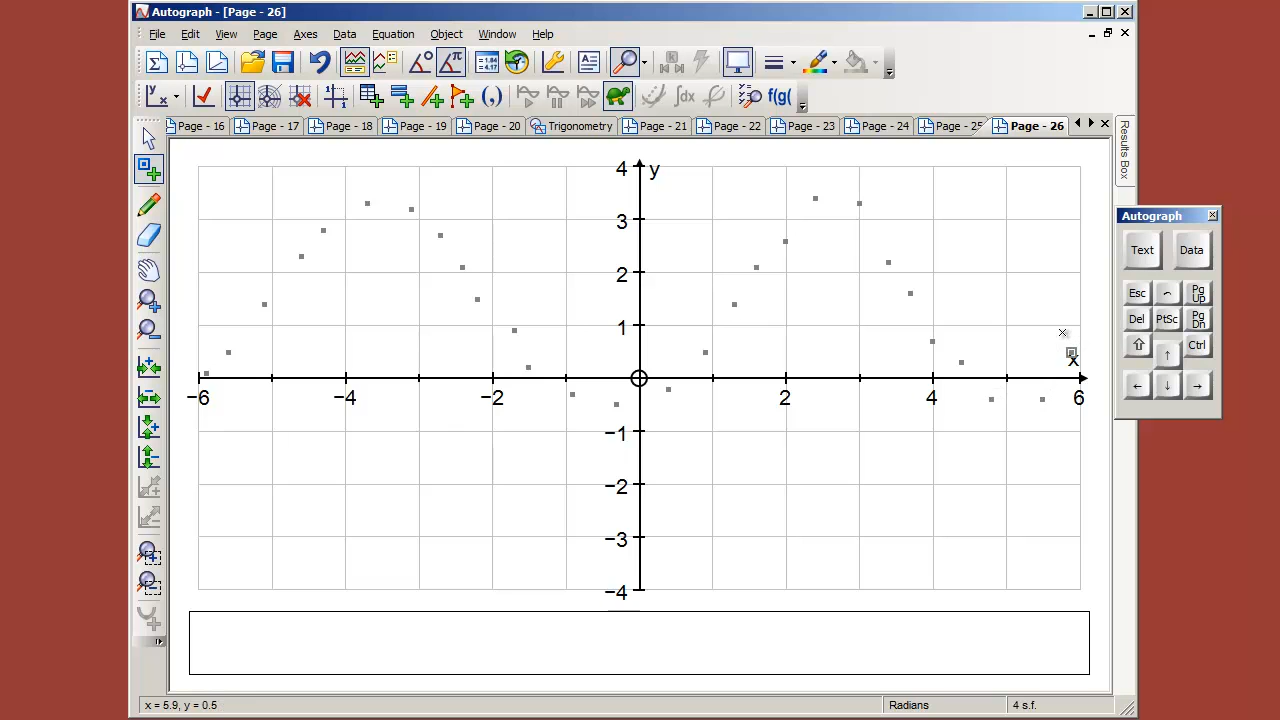 Autograph - [Page - 26]
File Edit View Page Axes Data Equation Object Window Help
Page - 16 Page - 17 Page - 18 Page - 19 Page - 20 Trigonometry Page - 21 Page - 22 Page - 23 Page - 24 Page - 25 Page - 26
Results Box
4 y
3
2
1
x
−6 −4 −2 2 4 6
−1
−2
−3
−4
Autograph
Text Data
Esc Pg Up
Del PtSc Pg Dn
Ctrl
x = 5.9, y = 0.5 Radians 4 s.f.